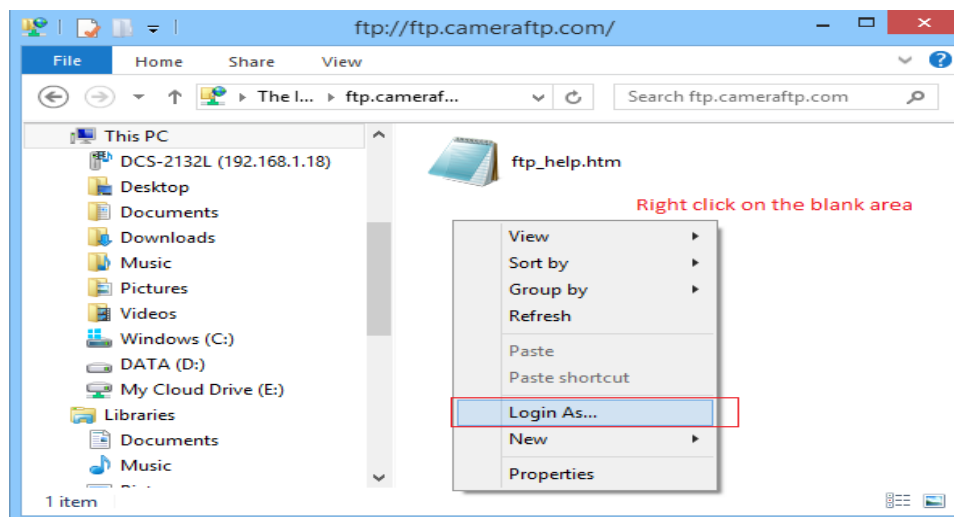 ftp://ftp.cameraftp.com/
File Home Share View
The I... ftp.cameraf... Search ftp.cameraftp.com
This PC
DCS-2132L (192.168.1.18)
Desktop
Documents
Downloads
Music
Pictures
Videos
Windows (C:)
DATA (D:)
My Cloud Drive (E:)
Libraries
Documents
Music
ftp_help.htm
Right click on the blank area
View
Sort by
Group by
Refresh
Paste
Paste shortcut
Login As...
New
Properties
1 item